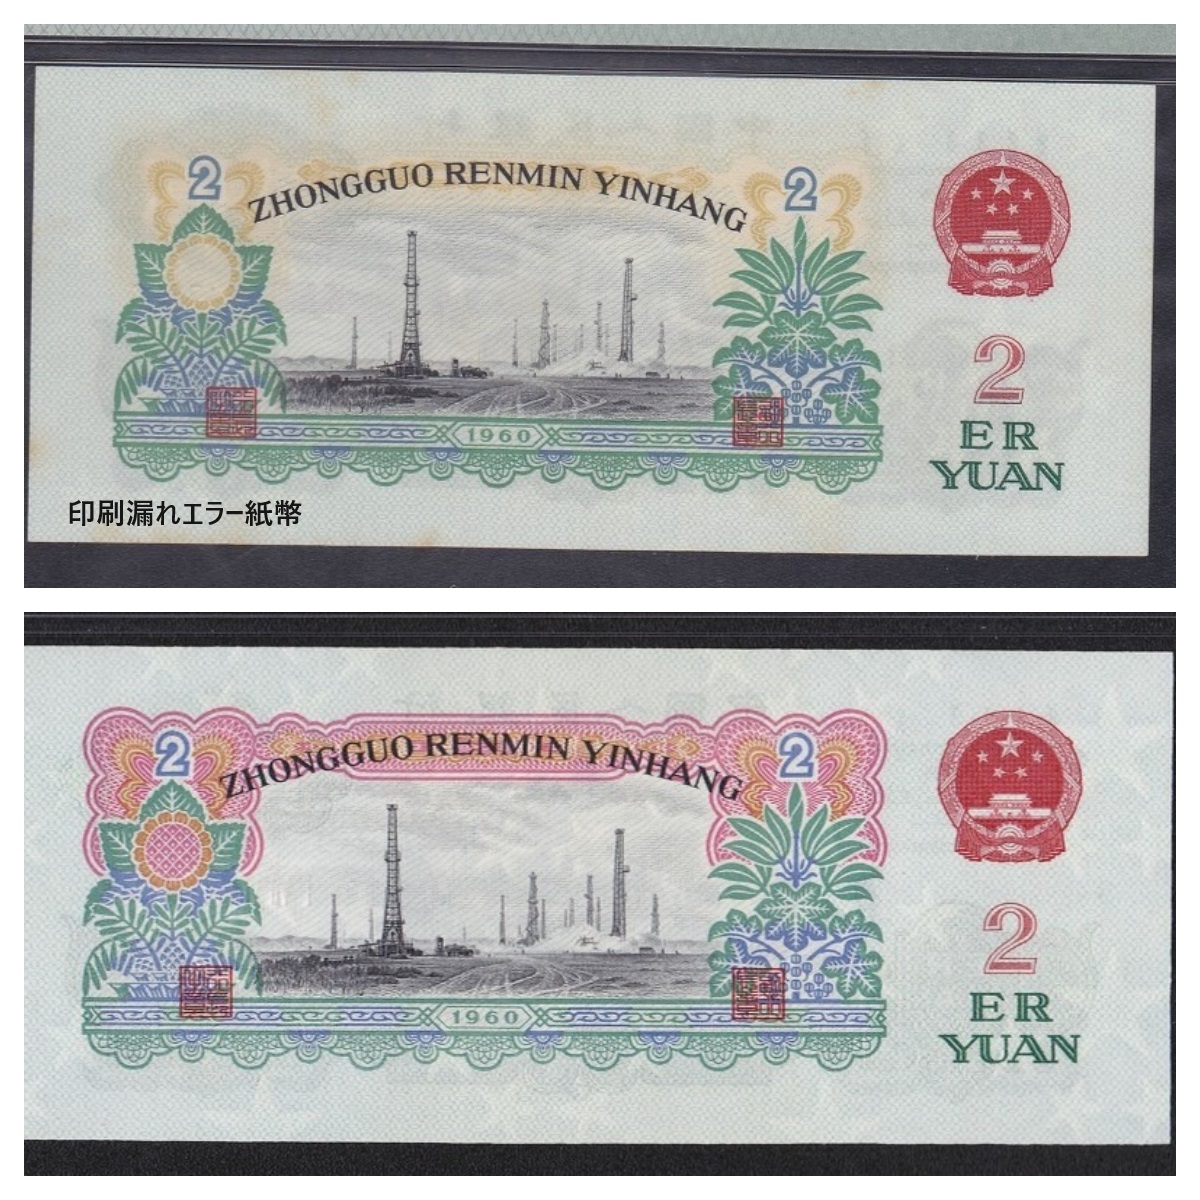 2
2
ZHONGGUO RENMIN YINHANG
2
ER
YUAN
1960
印刷漏れエラー紙幣
2
2
ZHONGGUO RENMIN YINHANG
2
ER
YUAN
1960